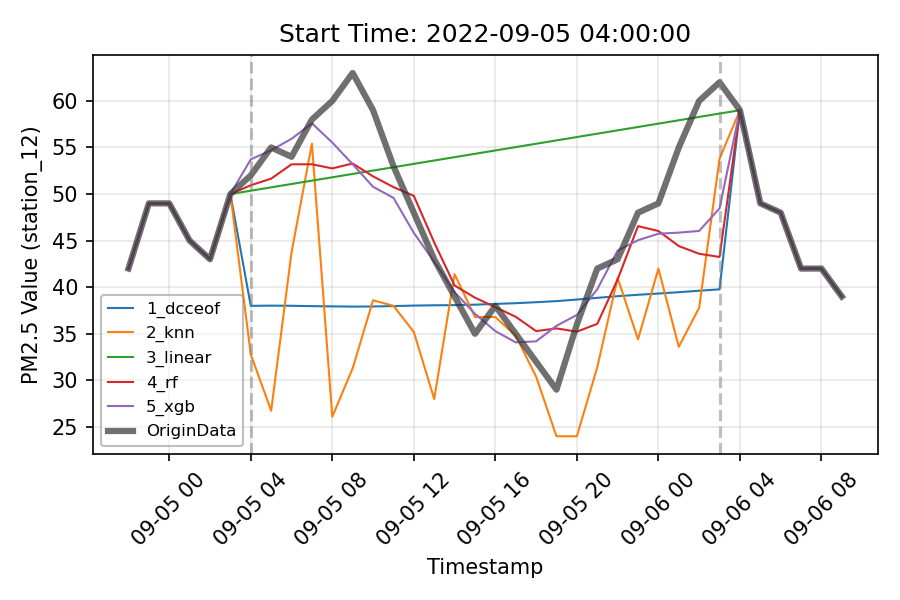 Start Time: 2022-09-05 04:00:00
PM2.5 Value (station_12)
60
55
50
45
40
35
30
25
1_dcceof
2_knn
3_linear
4_rf
5_xgb
OriginData
09-05 00
09-05 04
09-05 08
09-05 12
09-05 16
09-05 20
09-06 00
09-06 04
09-06 08
Timestamp